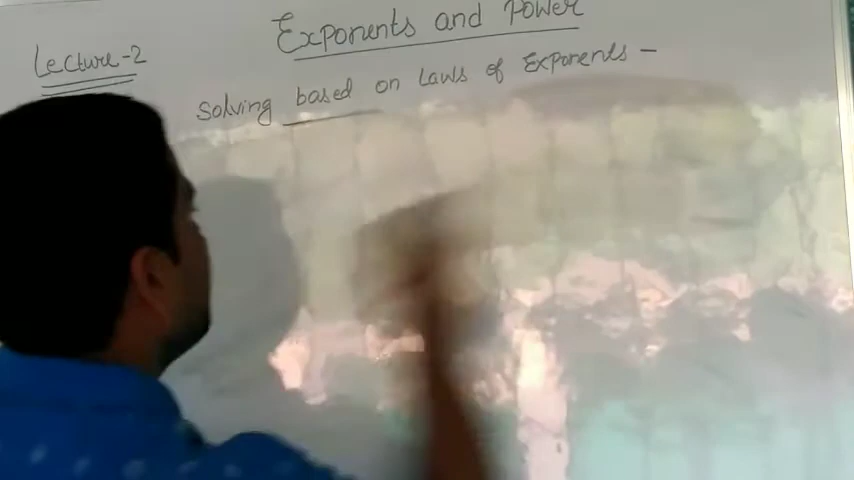 Exponents and Power
Lecture-2
Solving based on Laws of Exponents -